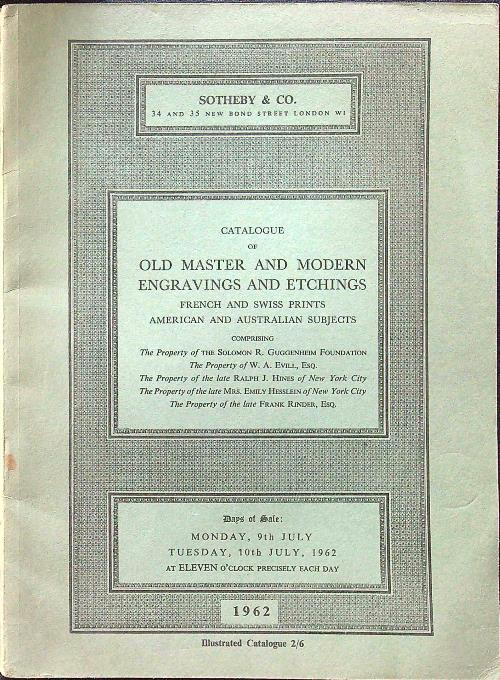 SOTHEBY & CO.
34 AND 35 NEW BOND STREET LONDON W1
CATALOGUE
OF
OLD MASTER AND MODERN
ENGRAVINGS AND ETCHINGS
FRENCH AND SWISS PRINTS
AMERICAN AND AUSTRALIAN SUBJECTS
COMPRISING
The Property of THE SOLOMON R. GUGGENHEIM FOUNDATION
The Property of W. A. EVILL, ESQ.
The Property of the late RALPH J. HINES of New York City
The Property of the late MRS. EMILY HESSLEIN of New York City
The Property of the late FRANK RINDER, ESQ.
Days of Sale:
MONDAY, 9th JULY
TUESDAY, 10th JULY, 1962
AT ELEVEN O'CLOCK PRECISELY EACH DAY
1962
Illustrated Catalogue 2/6